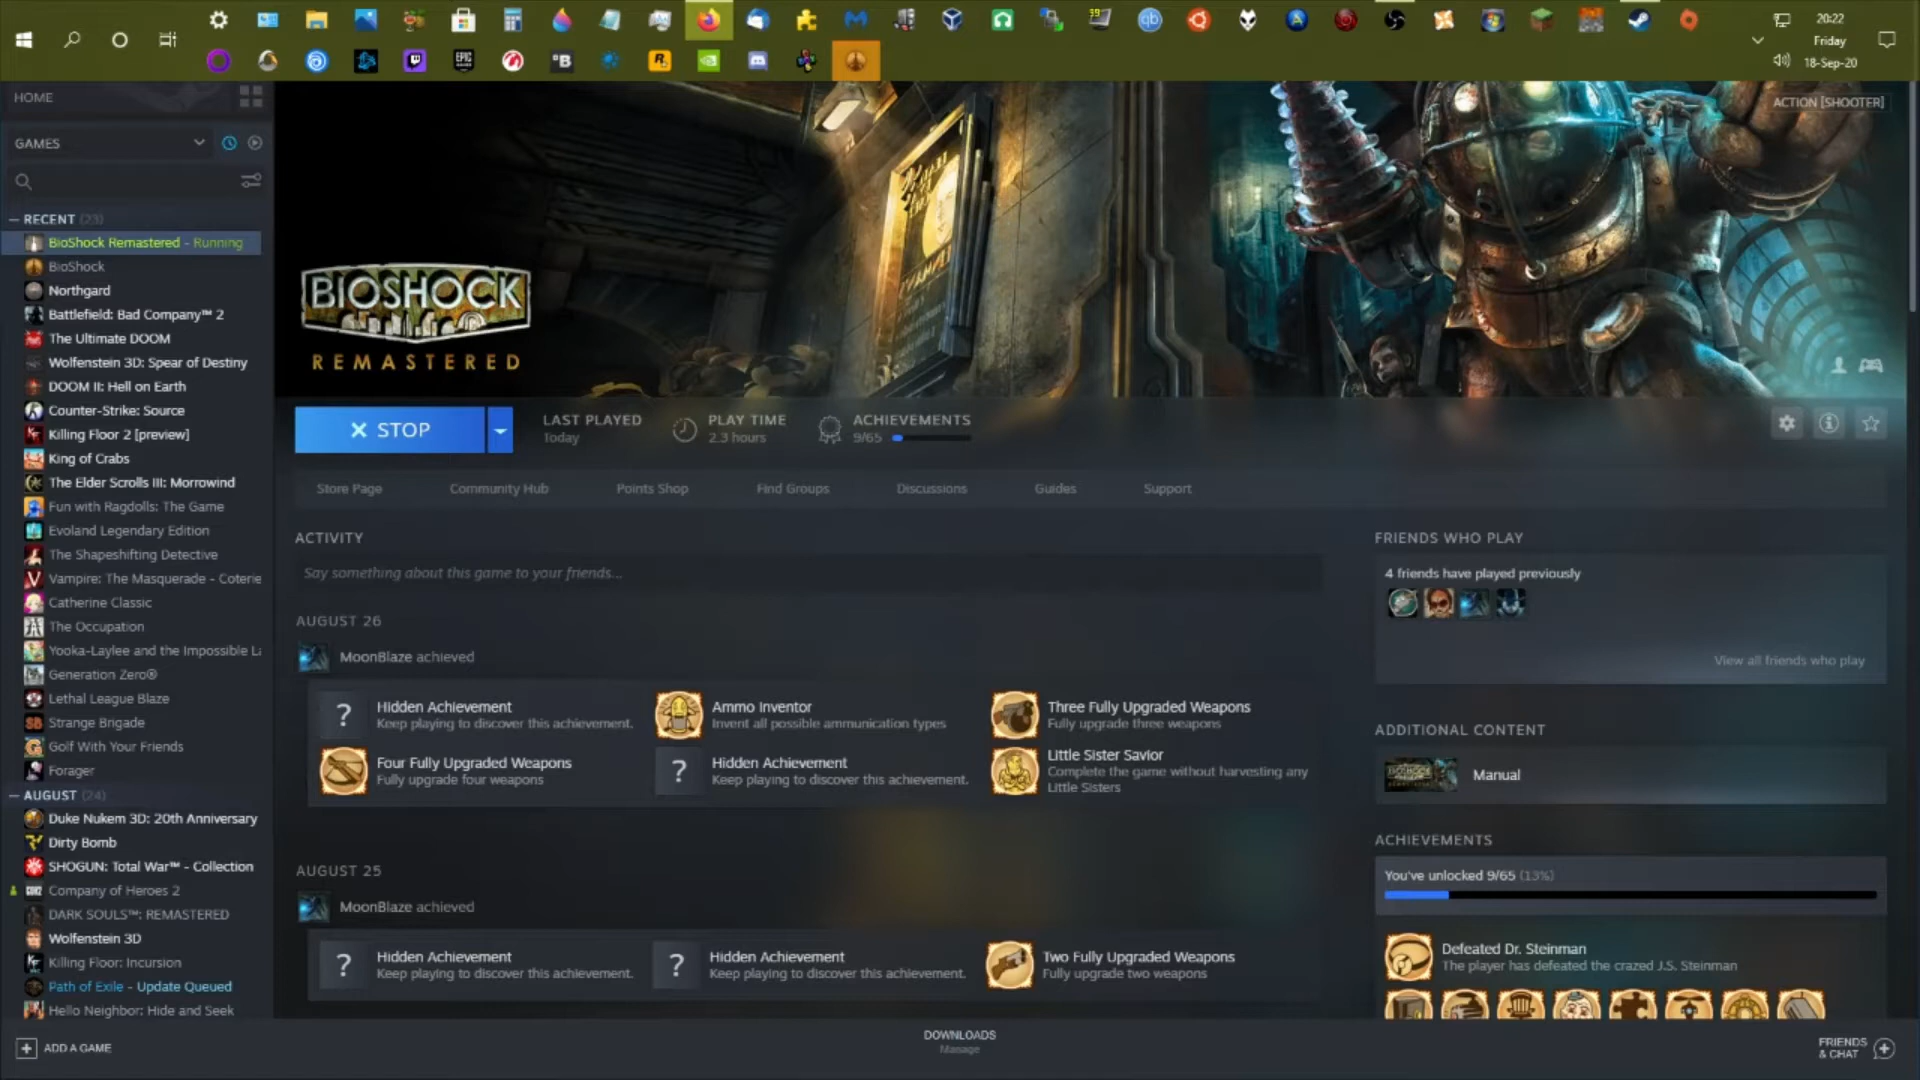 20:22
Friday
18-Sep-20
HOME
GAMES
RECENT (23)
BioShock Remastered - Running
BioShock
Northgard
Battlefield: Bad Company™ 2
The Ultimate DOOM
Wolfenstein 3D: Spear of Destiny
DOOM II: Hell on Earth
Counter-Strike: Source
Killing Floor 2 [preview]
King of Crabs
The Elder Scrolls III: Morrowind
Fun with Ragdolls: The Game
Evoland Legendary Edition
The Shapeshifting Detective
Vampire: The Masquerade - Coterie
Catherine Classic
The Occupation
Yooka-Laylee and the Impossible La
Generation Zero®
Lethal League Blaze
Strange Brigade
Golf With Your Friends
Forager
AUGUST (24)
Duke Nukem 3D: 20th Anniversary
Dirty Bomb
SHOGUN: Total War™ - Collection
Company of Heroes 2
DARK SOULS™: REMASTERED
Wolfenstein 3D
Killing Floor: Incursion
Path of Exile - Update Queued
Hello Neighbor: Hide and Seek
ADD A GAME
ACTION [SHOOTER]
BIOSHOCK
REMASTERED
STOP
LAST PLAYED
Today
PLAY TIME
2.3 hours
ACHIEVEMENTS
9/65
Store Page
Community Hub
Points Shop
Find Groups
Discussions
Guides
Support
ACTIVITY
Say something about this game to your friends...
AUGUST 26
MoonBlaze achieved
Hidden Achievement
Keep playing to discover this achievement.
Ammo Inventor
Invent all possible ammunition types
Three Fully Upgraded Weapons
Fully upgrade three weapons
Four Fully Upgraded Weapons
Fully upgrade four weapons
Hidden Achievement
Keep playing to discover this achievement.
Little Sister Savior
Complete the game without harvesting any
Little Sisters
AUGUST 25
MoonBlaze achieved
Hidden Achievement
Keep playing to discover this achievement.
Hidden Achievement
Keep playing to discover this achievement.
Two Fully Upgraded Weapons
Fully upgrade two weapons
FRIENDS WHO PLAY
4 friends have played previously
View all friends who play
ADDITIONAL CONTENT
Manual
ACHIEVEMENTS
You've unlocked 9/65 (13%)
Defeated Dr. Steinman
The player has defeated the crazed J.S. Steinman
DOWNLOADS
Manage
FRIENDS
& CHAT